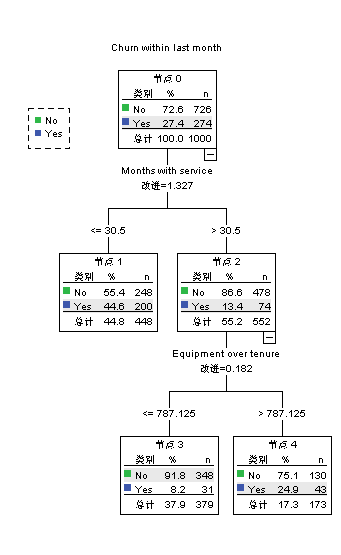 Churn within last month
No
Yes
节点 0
类别 % n
No 72.6 726
Yes 27.4 274
总计 100.0 1000
Months with service
改进=1.327
<= 30.5
> 30.5
节点 1
类别 % n
No 55.4 248
Yes 44.6 200
总计 44.8 448
节点 2
类别 % n
No 86.6 478
Yes 13.4 74
总计 55.2 552
Equipment over tenure
改进=0.182
<= 787.125
> 787.125
节点 3
类别 % n
No 91.8 348
Yes 8.2 31
总计 37.9 379
节点 4
类别 % n
No 75.1 130
Yes 24.9 43
总计 17.3 173